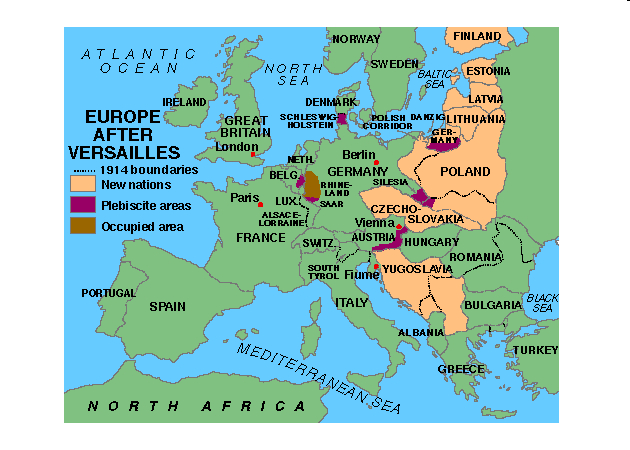 ATLANTIC
OCEAN
NORTH
SEA
NORWAY
SWEDEN
FINLAND
BALTIC
SEA
ESTONIA
LATVIA
LITHUANIA
IRELAND
GREAT
BRITAIN
London
DENMARK
SCHLESWIG
HOLSTEIN
POLISH
CORRIDOR
DANZIG
GER-
MANY
EUROPE
AFTER
VERSAILLES
1914 boundaries
New nations
Plebiscite areas
Occupied area
NETH.
BELG.
LUX.
Berlin
GERMANY
SILESIA
POLAND
RHINE-
LAND
SAAR
Paris
ALSACE-
LORRAINE
FRANCE
CZECHO-
SLOVAKIA
Vienna
AUSTRIA
HUNGARY
ROMANIA
SWITZ.
SOUTH
TYROL
Fiume
YUGOSLAVIA
PORTUGAL
SPAIN
ITALY
BULGARIA
BLACK
SEA
ALBANIA
GREECE
TURKEY
MEDITERRANEAN SEA
NORTH AFRICA